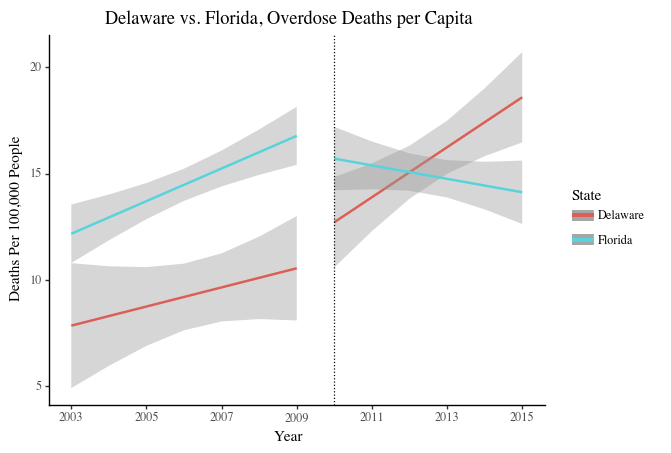 Delaware vs. Florida, Overdose Deaths per Capita
Deaths Per 100,000 People
20
15
10
5
2003 2005 2007 2009 2011 2013 2015
Year
State
Delaware
Florida